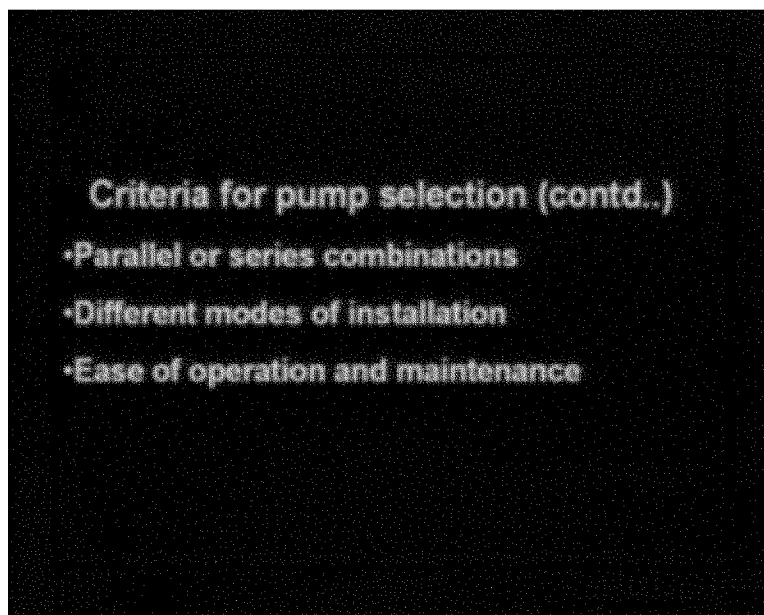 Criteria for pump selection (contd..)
•Parallel or series combinations
•Different modes of installation
•Ease of operation and maintenance